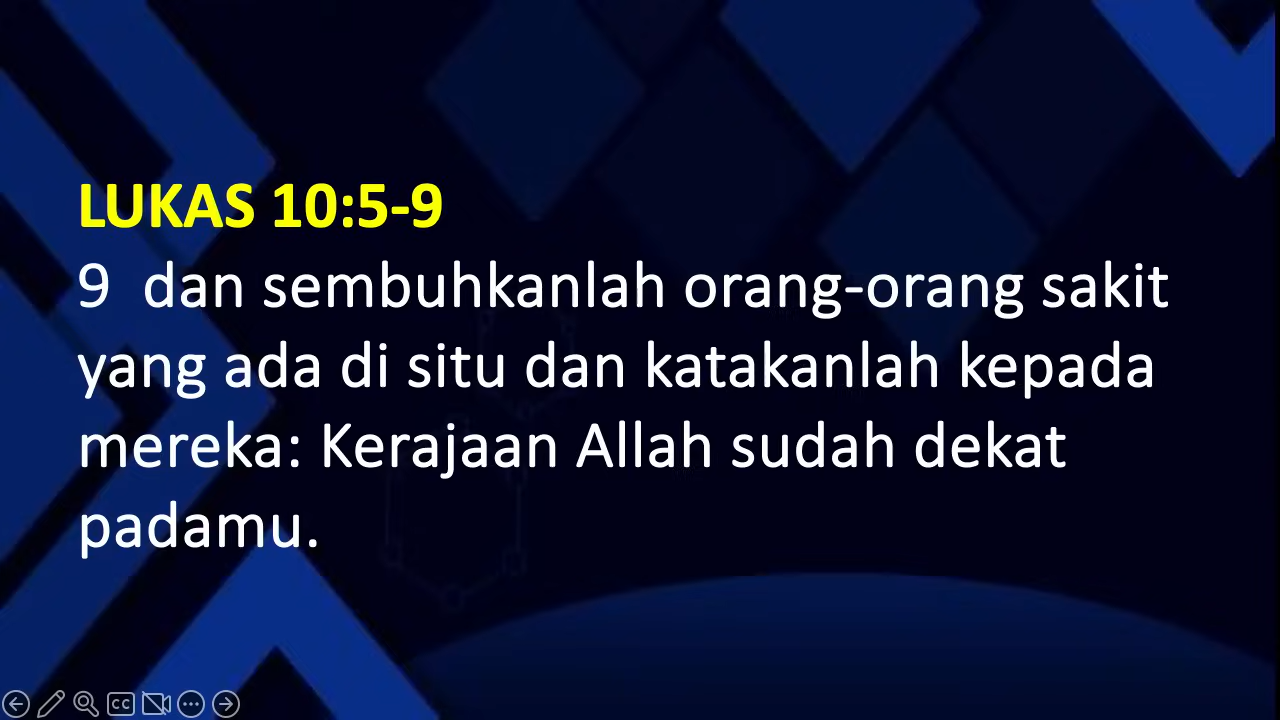 LUKAS 10:5-9
9  dan sembuhkanlah orang-orang sakit
yang ada di situ dan katakanlah kepada
mereka: Kerajaan Allah sudah dekat
padamu.
CC